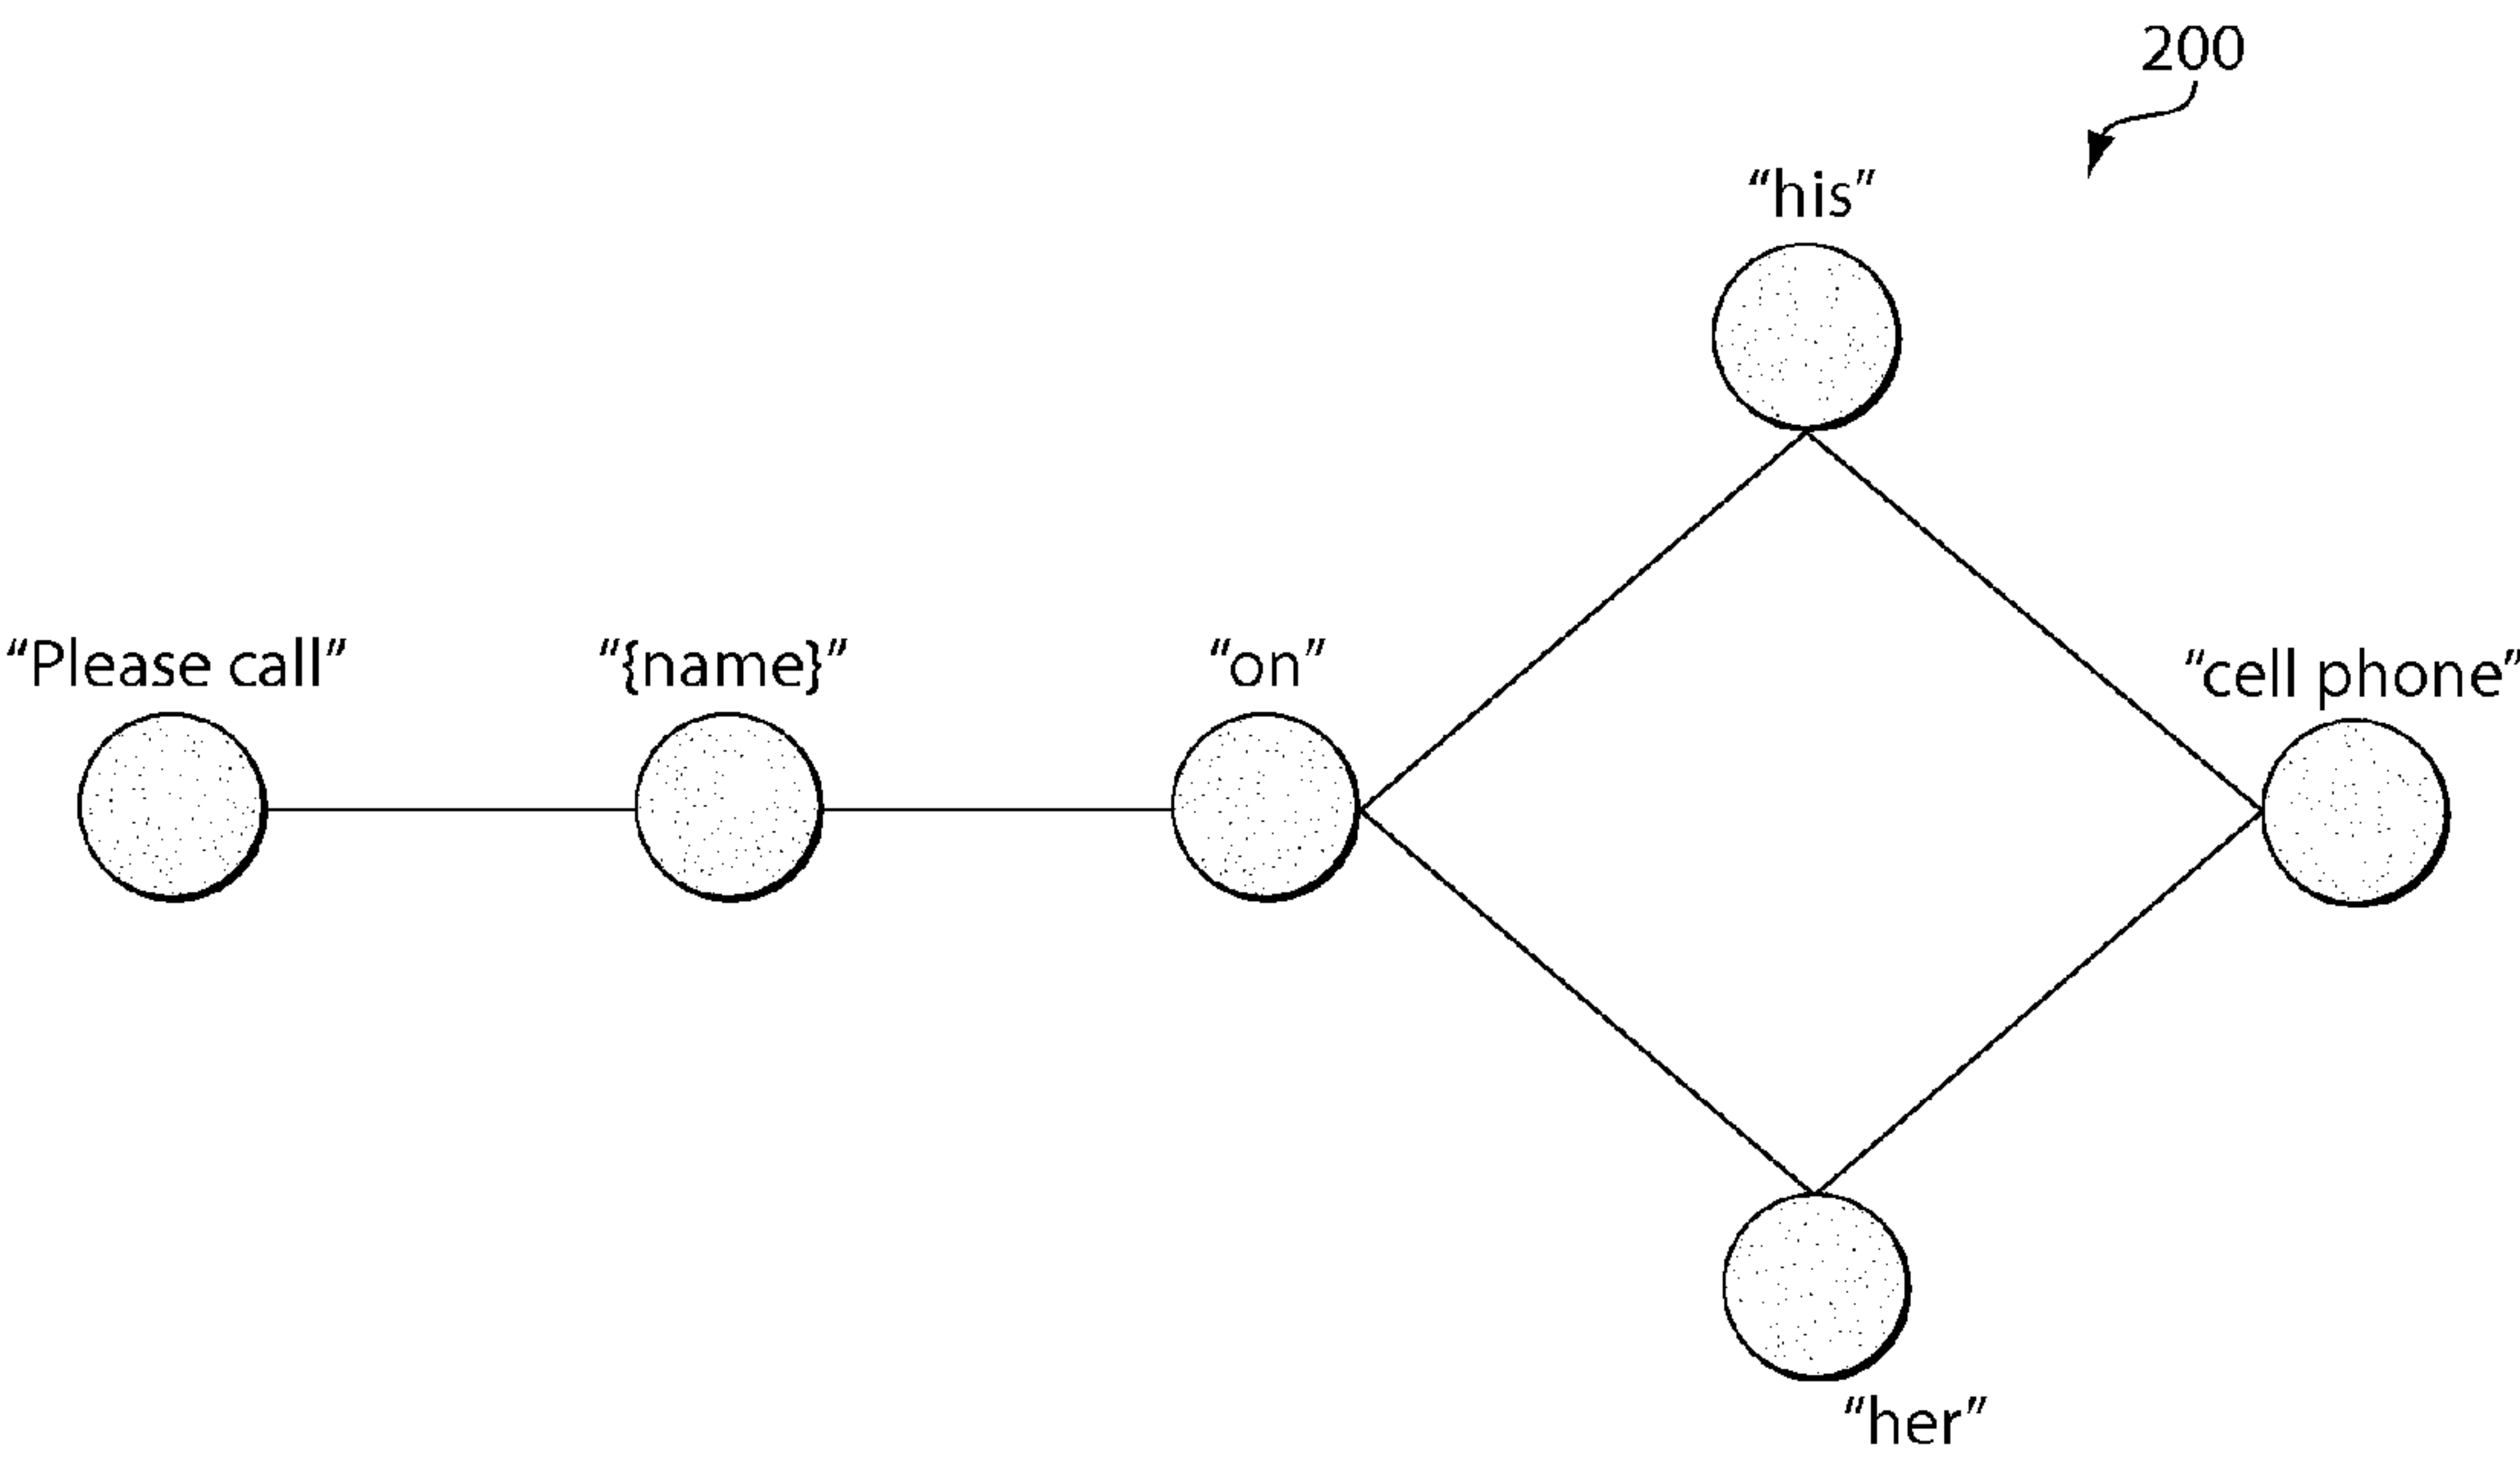 200
“his”
“Please call”
“{name}”
“on”
“cell phone”
“her”